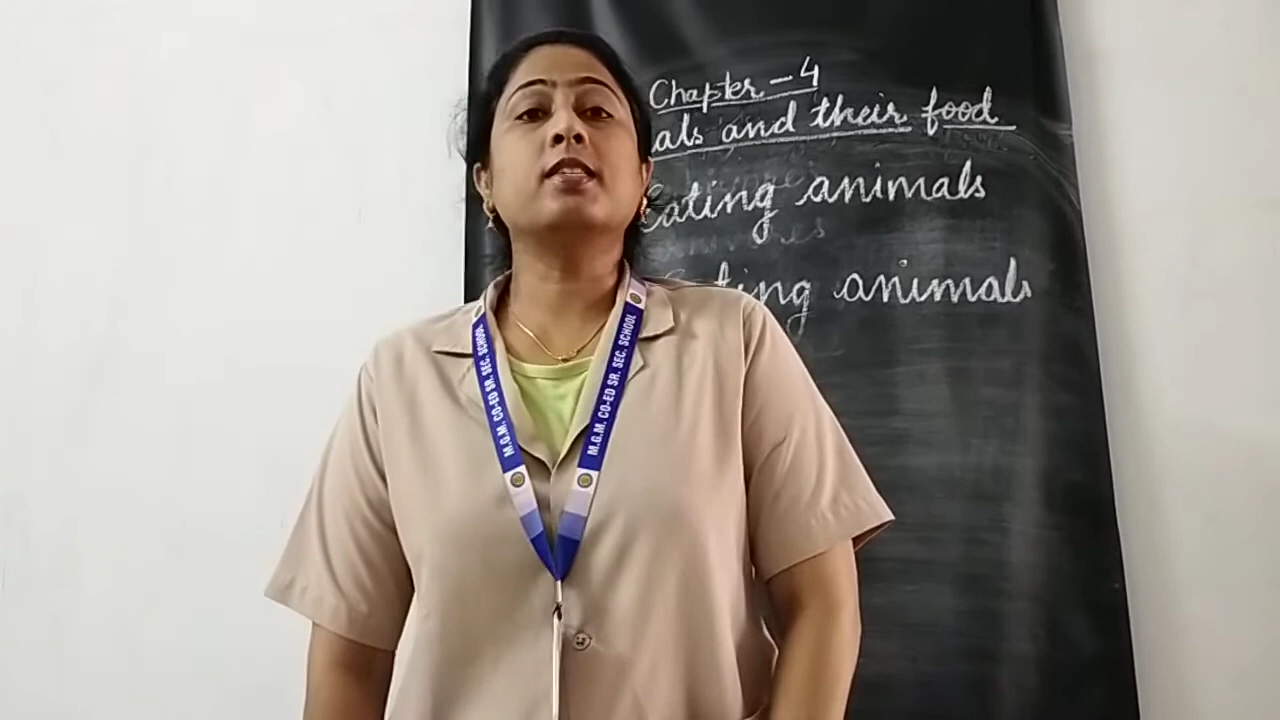 Chapter - 4
als and their food
Eating animals
ting animals
M.G.M. CO-ED SR. SEC. SCHOOL
M.G.M. CO-ED SR. SEC. SCHOOL